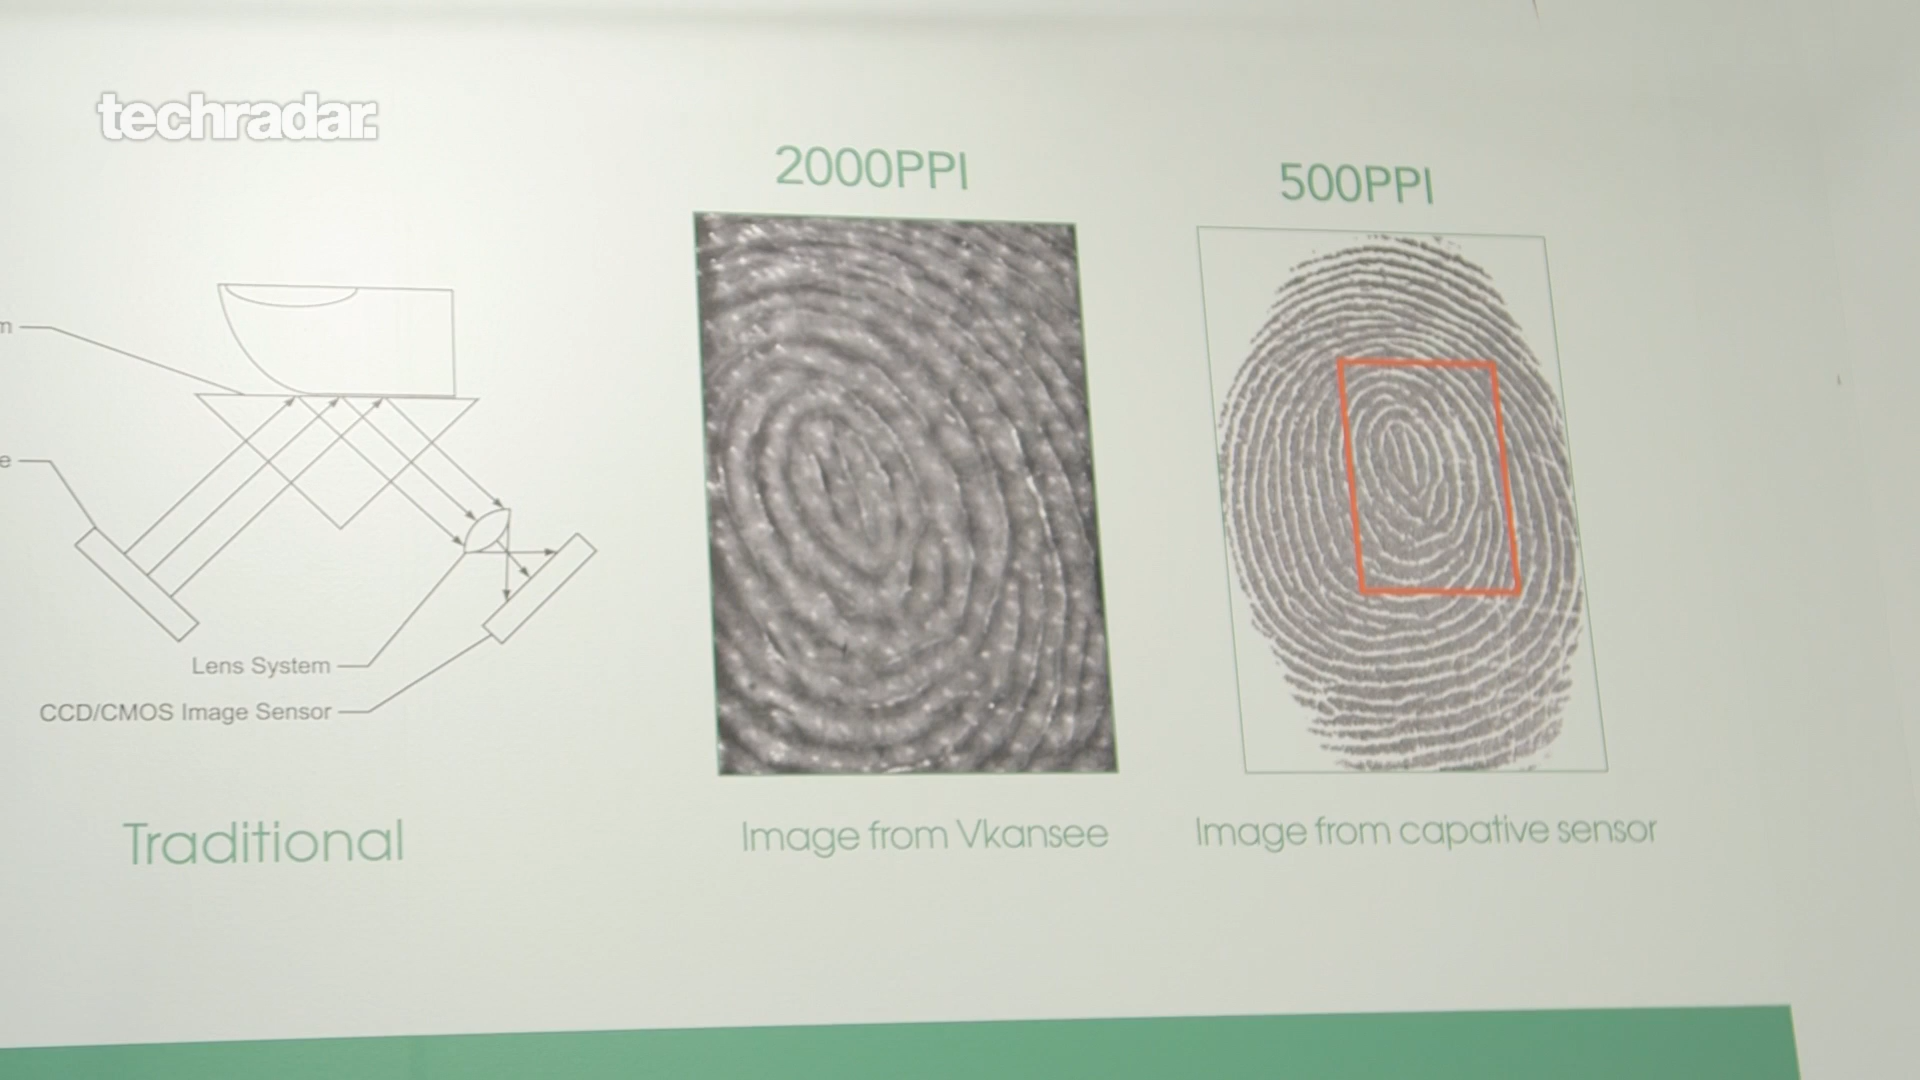 techradar.
2000PPI
500PPI
Lens System
CCD/CMOS Image Sensor
Traditional
Image from Vkansee
Image from capative sensor